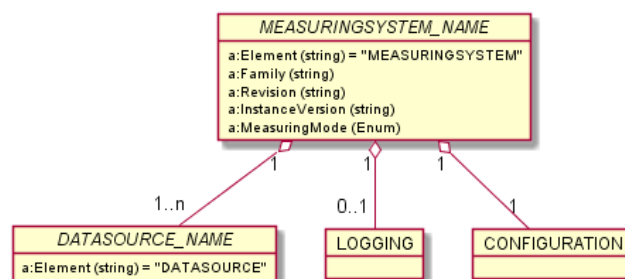 MEASURINGSYSTEM_NAME
a:Element (string) = "MEASURINGSYSTEM"
a:Family (string)
a:Revision (string)
a:InstanceVersion (string)
a:MeasuringMode (Enum)
1 1 1
1..n 0..1 1
DATASOURCE_NAME LOGGING CONFIGURATION
a:Element (string) = "DATASOURCE"